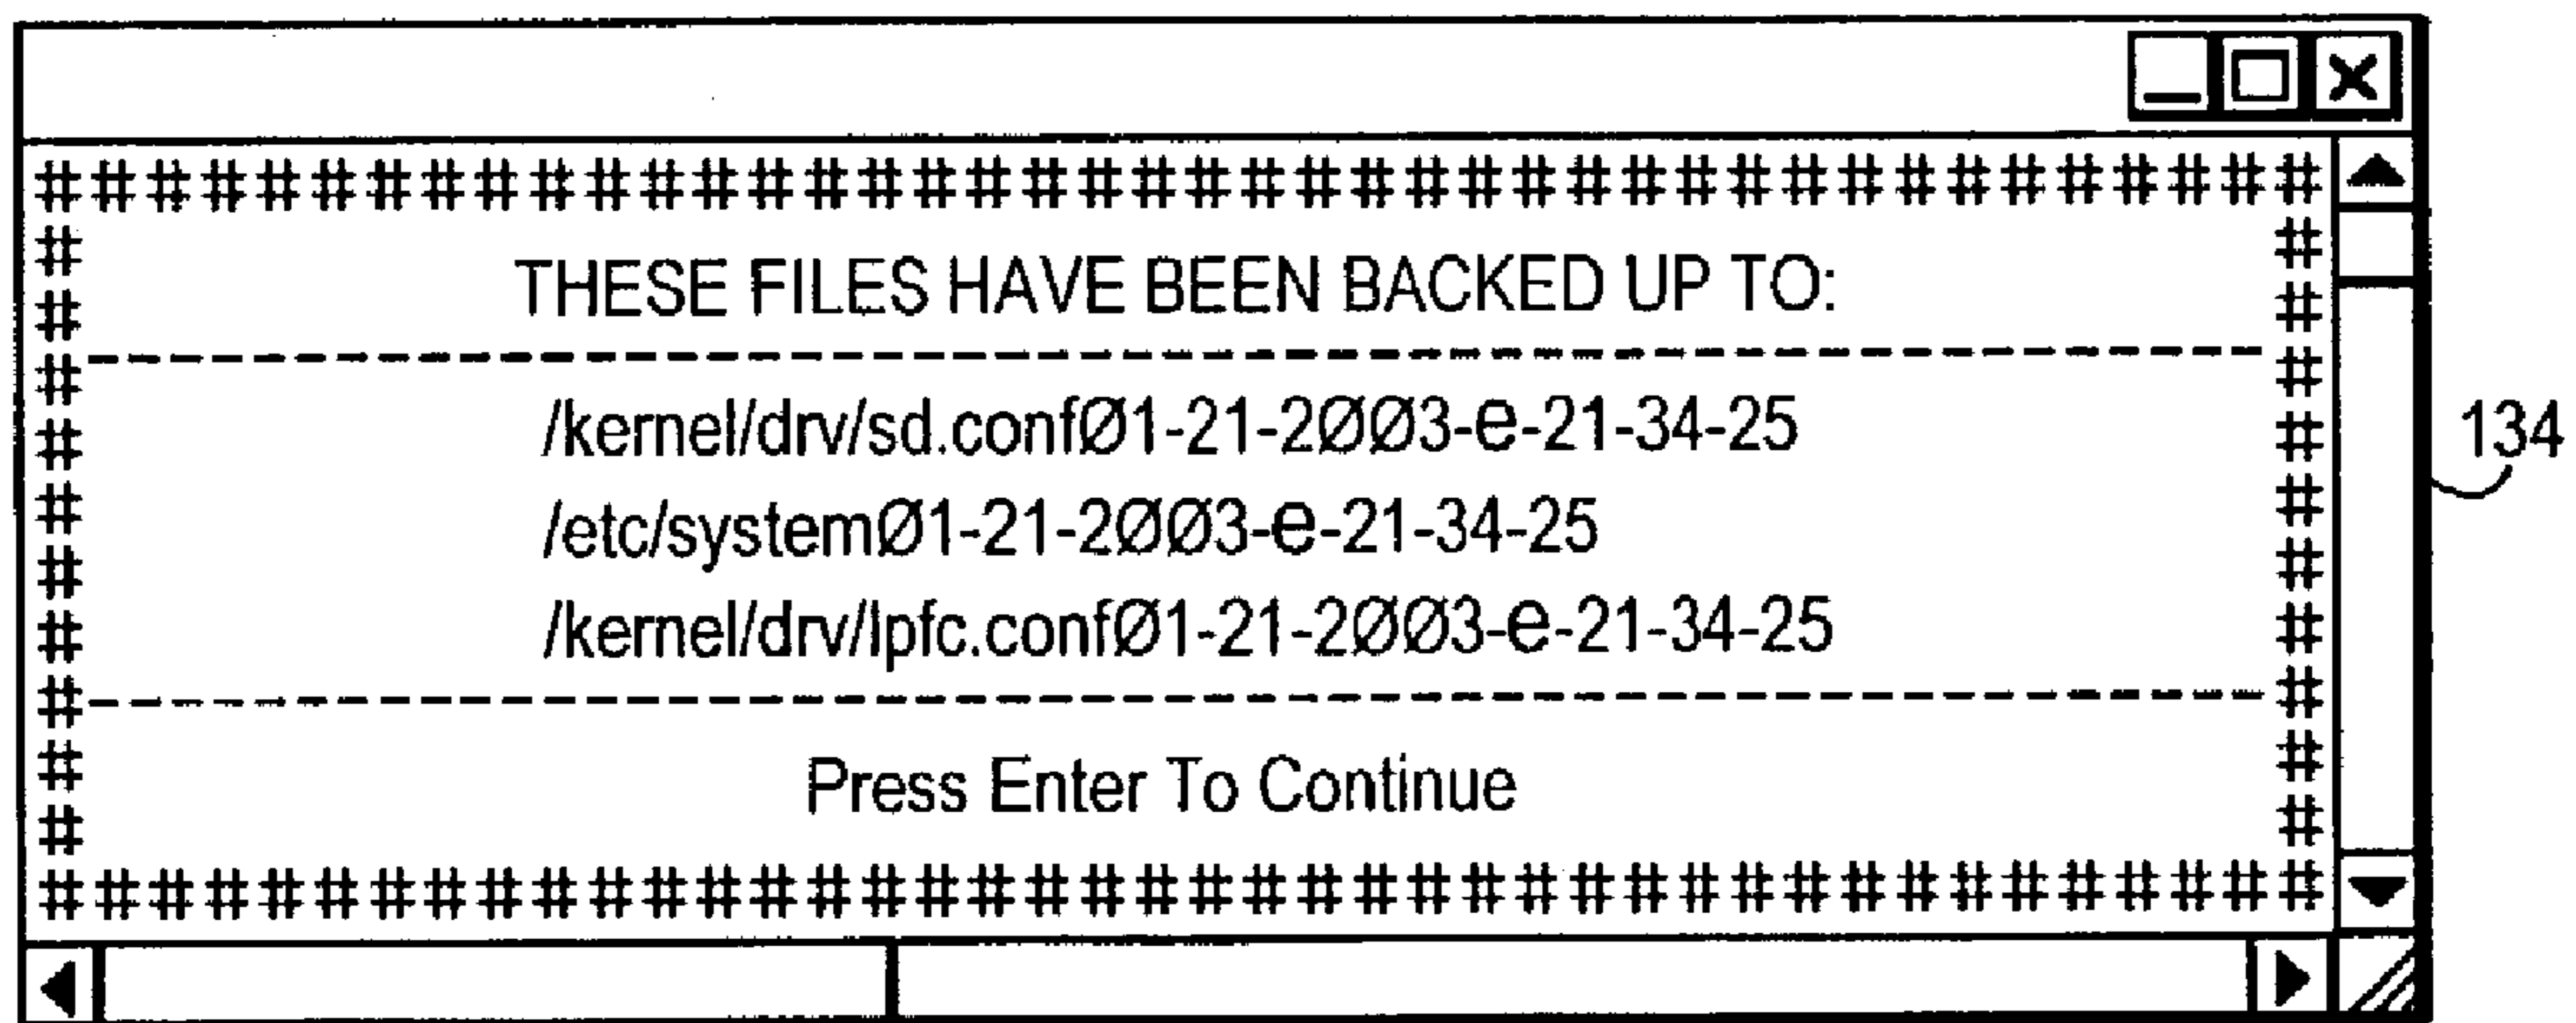 ########################################
THESE FILES HAVE BEEN BACKED UP TO:
/kernel/drv/sd.confØ1-21-2ØØ3-e-21-34-25
/etc/systemØ1-21-2ØØ3-e-21-34-25
/kernel/drv/lpfc.confØ1-21-2ØØ3-e-21-34-25
Press Enter To Continue
########################################
134